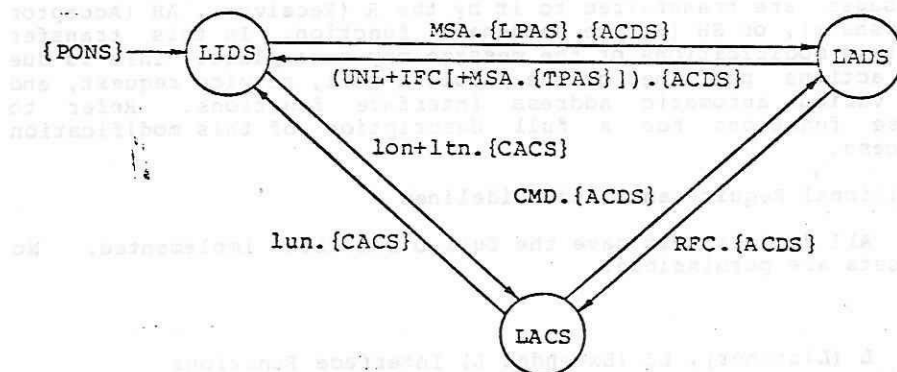 MSA.{LPAS}.{ACDS}
{PONS}
LIDS
LADS
(UNL+IFC[+MSA.{TPAS}]).{ACDS}
lon+ltn.{CACS}
CMD.{ACDS}
lun.{CACS}
RFC.{ACDS}
LACS